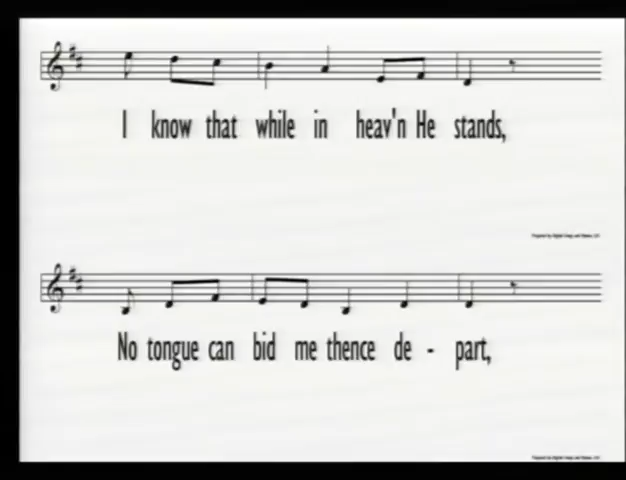 I know that while in heav'n He stands,
No tongue can bid me thence de - part,